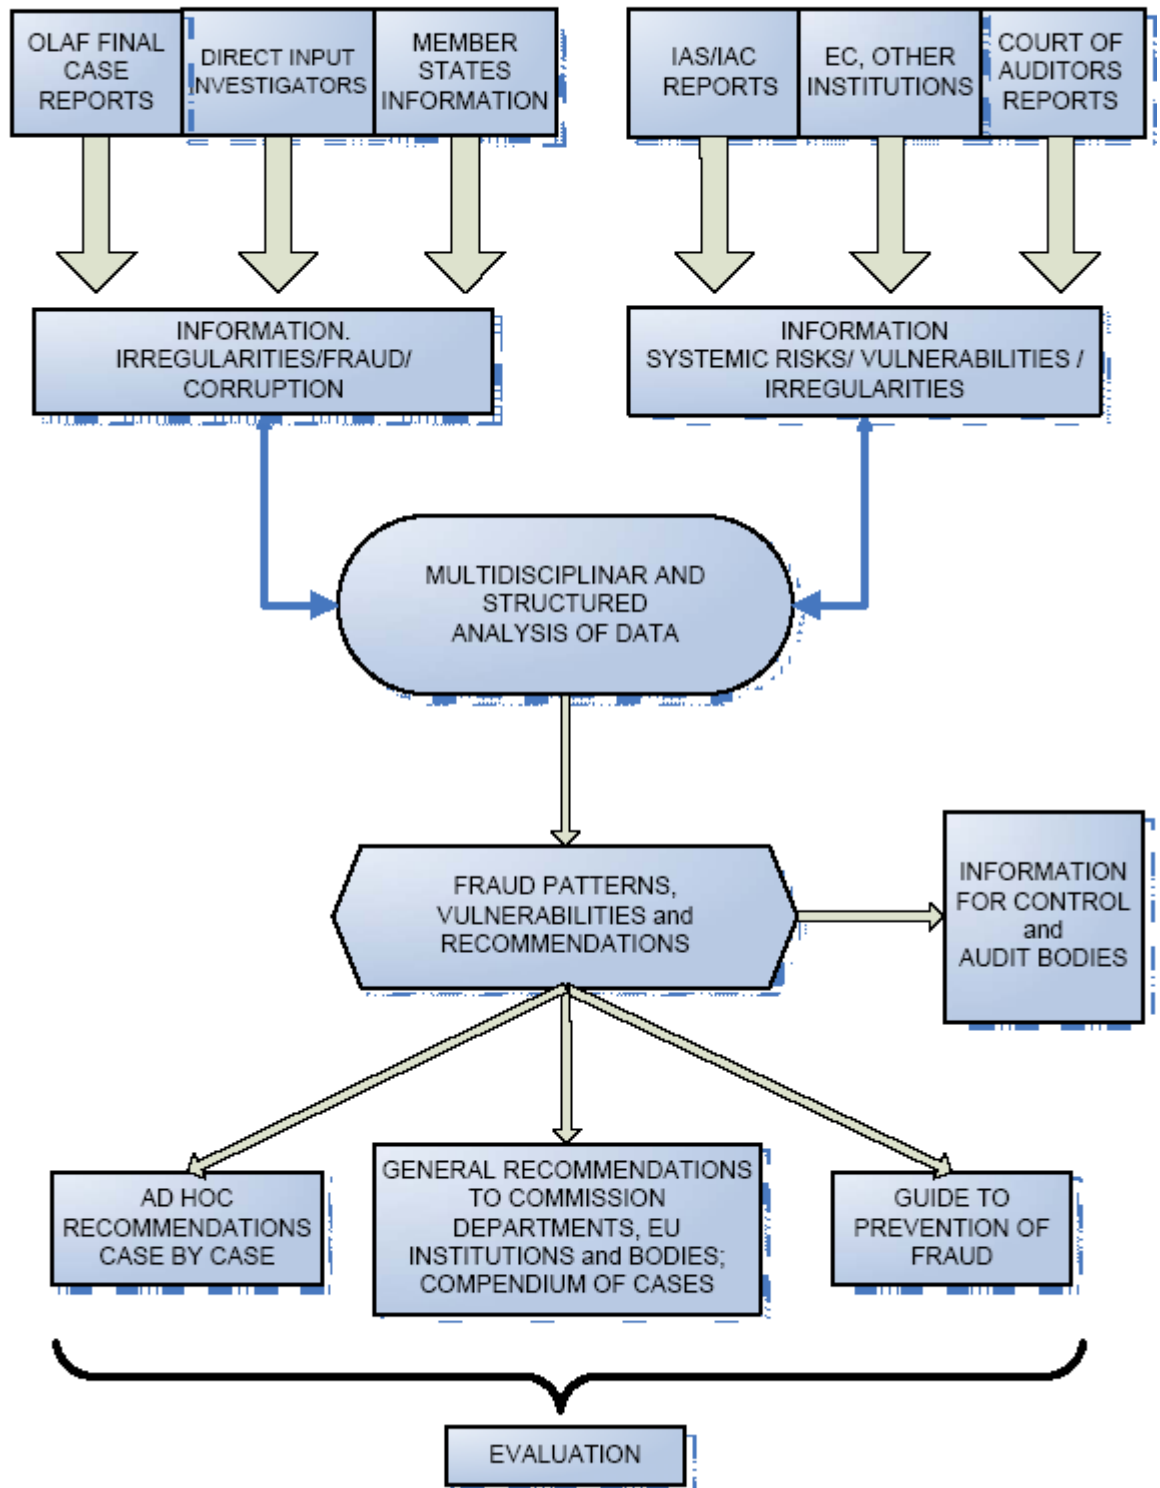 OLAF FINAL
CASE
REPORTS
DIRECT INPUT
INVESTIGATORS
MEMBER
STATES
INFORMATION
IAS/IAC
REPORTS
EC, OTHER
INSTITUTIONS
COURT OF
AUDITORS
REPORTS
INFORMATION.
IRREGULARITIES/FRAUD/
CORRUPTION
INFORMATION
SYSTEMIC RISKS/ VULNERABILITIES /
IRREGULARITIES
MULTIDISCIPLINAR AND
STRUCTURED
ANALYSIS OF DATA
FRAUD PATTERNS,
VULNERABILITIES and
RECOMMENDATIONS
INFORMATION
FOR CONTROL
and
AUDIT BODIES
AD HOC
RECOMMENDATIONS
CASE BY CASE
GENERAL RECOMMENDATIONS
TO COMMISSION
DEPARTMENTS, EU
INSTITUTIONS and BODIES;
COMPENDIUM OF CASES
GUIDE TO
PREVENTION OF
FRAUD
EVALUATION